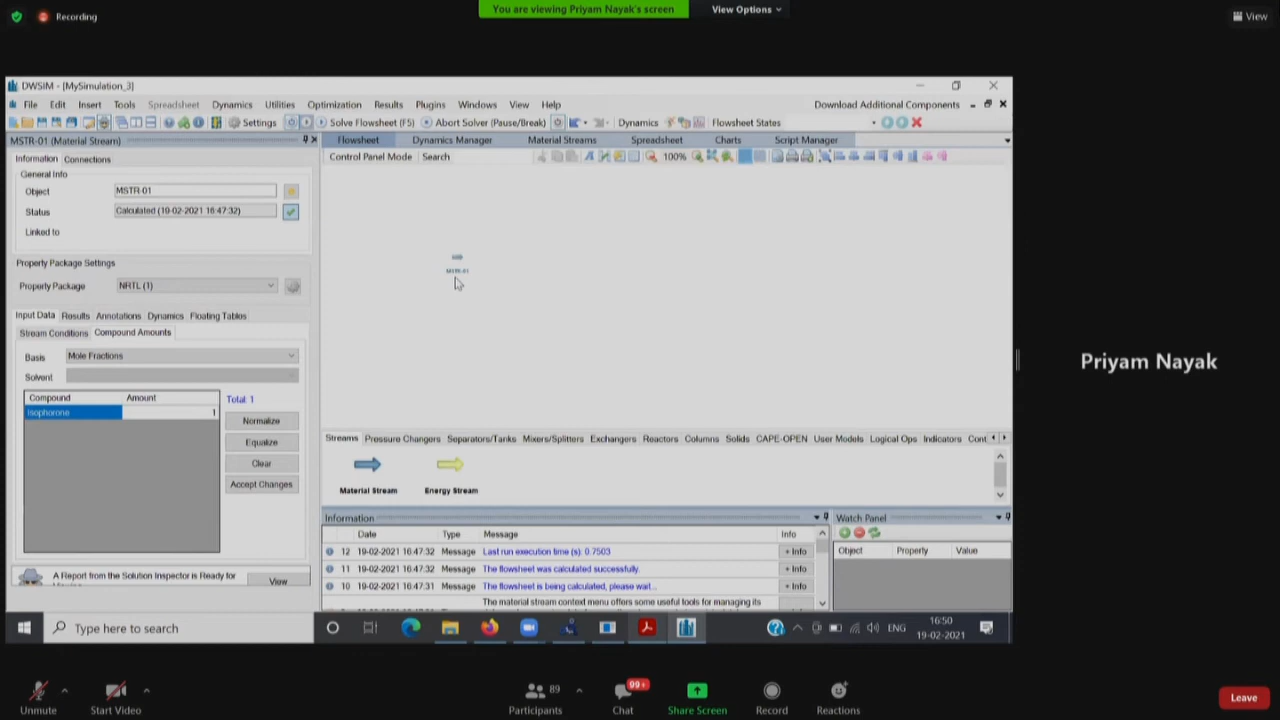 Recording
You are viewing Priyam Nayak's screen
View Options
View
DWSIM - [MySimulation_3]
File Edit Insert Tools Spreadsheet Dynamics Utilities Optimization Results Plugins Windows View Help
Download Additional Components
Settings
Solve Flowsheet (F5)
Abort Solver (Pause/Break)
Dynamics
Flowsheet States
MSTR-01 (Material Stream)
Flowsheet
Dynamics Manager
Material Streams
Spreadsheet
Charts
Script Manager
Information
Connections
Control Panel Mode
Search
100%
General Info
Object
MSTR-01
Status
Calculated (19-02-2021 16:47:32)
Linked to
MSTR-01
Property Package Settings
Property Package
NRTL (1)
Input Data Results Annotations Dynamics Floating Tables
Stream Conditions Compound Amounts
Basis
Mole Fractions
Solvent
Compound
Amount
Total: 1
Isophorone
1
Normalize
Equalize
Clear
Accept Changes
Streams Pressure Changers Separators/Tanks Mixers/Splitters Exchangers Reactors Columns Solids CAPE-OPEN User Models Logical Ops Indicators Cont
Material Stream
Energy Stream
Information
Date Type Message Info
12 19-02-2021 16:47:32 Message Last run execution time (s): 0.7503 + Info
11 19-02-2021 16:47:32 Message The flowsheet was calculated successfully. + Info
10 19-02-2021 16:47:31 Message The flowsheet is being calculated, please wait... + Info
The material stream context menu offers some useful tools for managing its
Watch Panel
Object Property Value
A Report from the Solution Inspector is Ready for
View
Type here to search
ENG
16:50
19-02-2021
Priyam Nayak
Unmute
Start Video
89
Participants
99+
Chat
Share Screen
Record
Reactions
Leave